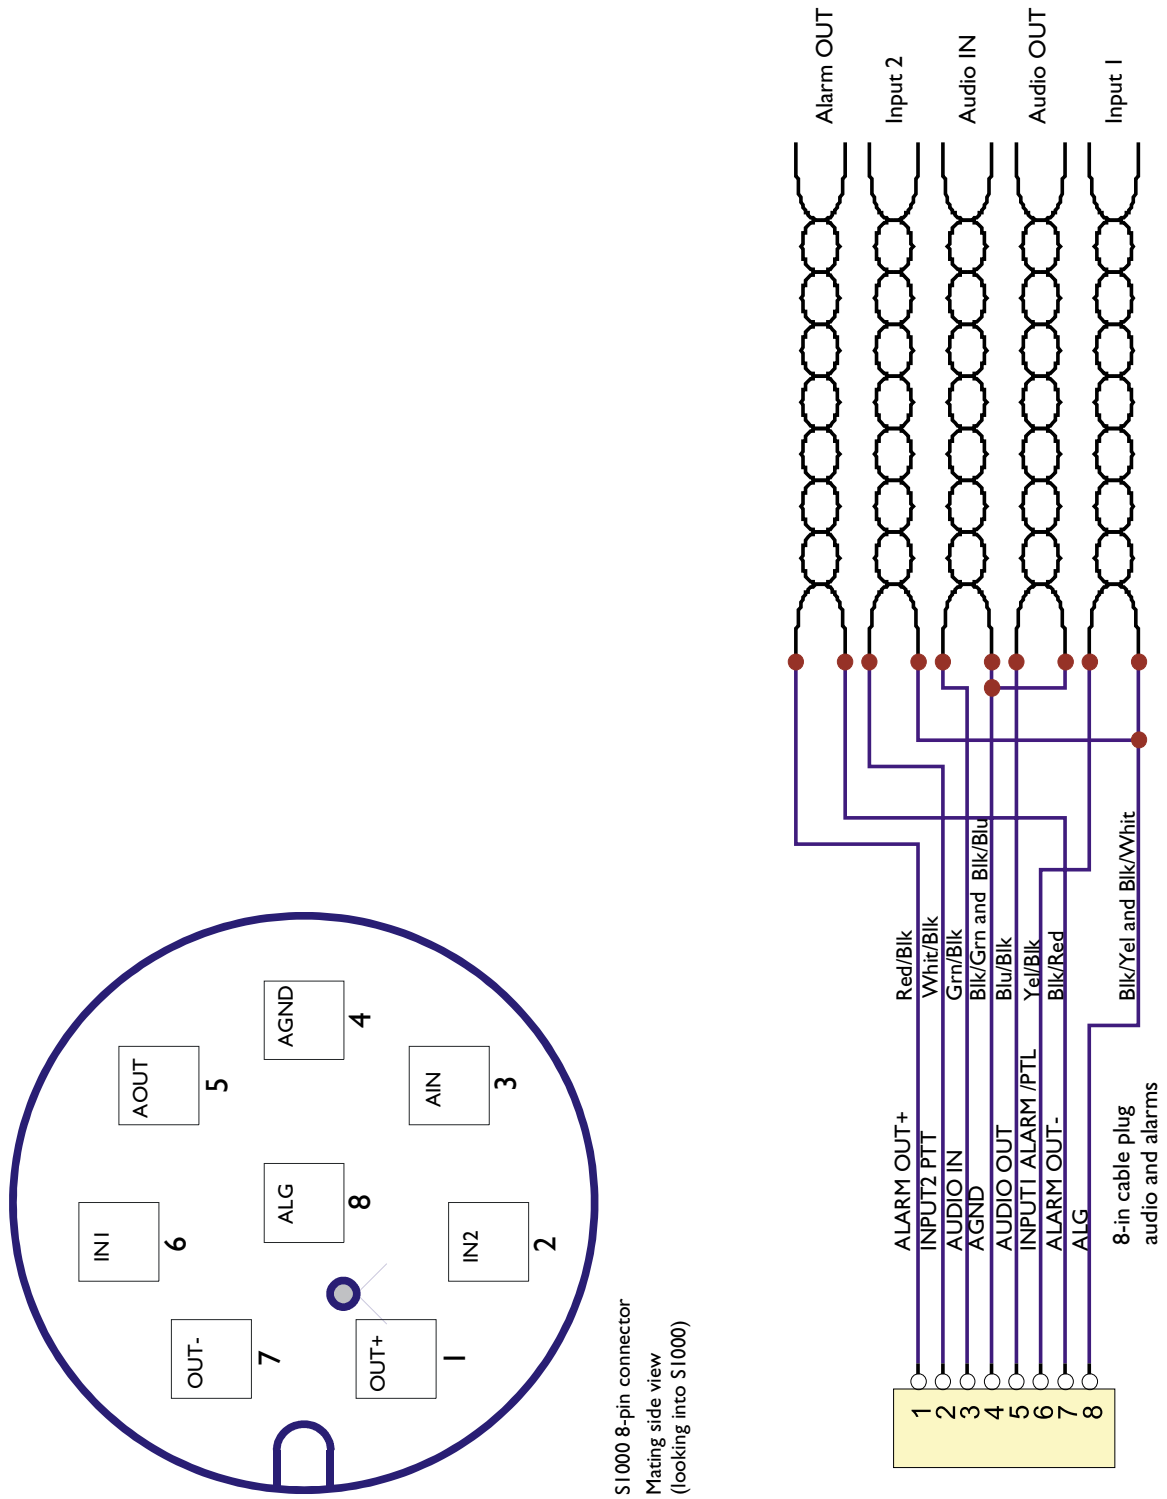 OUT-
7
OUT+
1
IN1
6
IN2
2
ALG
8
AOUT
5
AIN
3
AGND
4
S1000 8-pin connector
Mating side view
(looking into S1000)
1
2
3
4
5
6
7
8
ALARM OUT+
INPUT2 PTT
AUDIO IN
AGND
AUDIO OUT
INPUT1 ALARM /PTL
ALARM OUT-
ALG
8-in cable plug
audio and alarms
Red/Blk
Whit/Blk
Grn/Blk
Blk/Grn and Blk/Blu
Blu/Blk
Yel/Blk
Blk/Red
Blk/Yel and Blk/Whit
Alarm OUT
Input 2
Audio IN
Audio OUT
Input 1